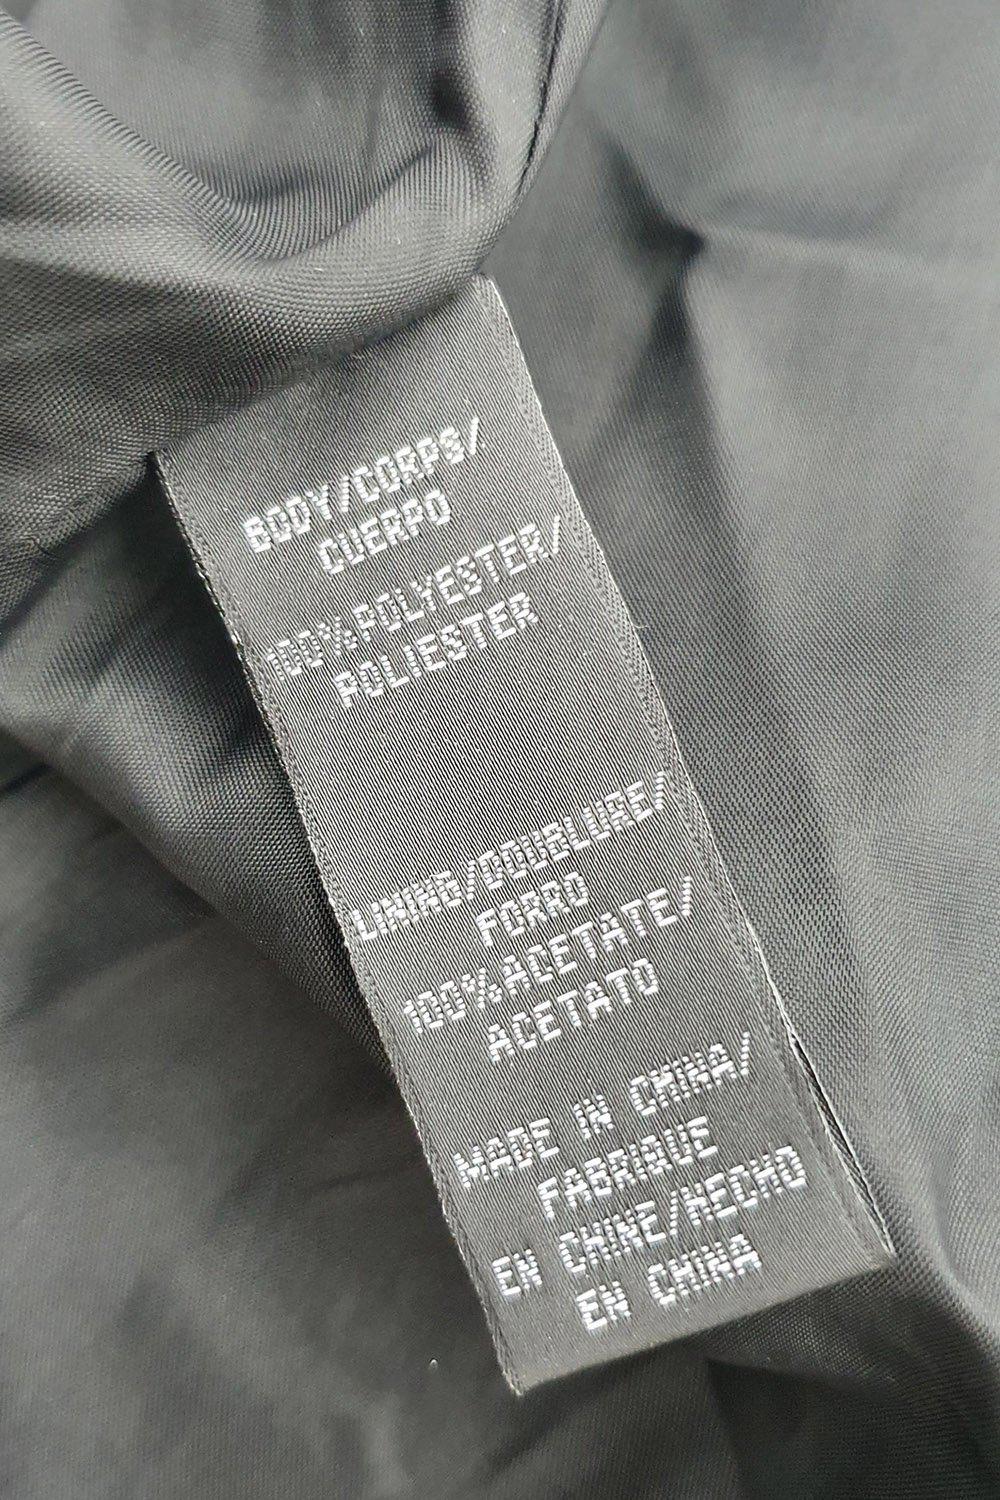 BODY/CORPS/
CUERPO
100%POLYESTER/
POLIESTER
LINING/DOUBLURE/
FORRO
100%ACETATE/
ACETATO
MADE IN CHINA/
FABRIQUE
EN CHINE/HECHO
EN CHINA